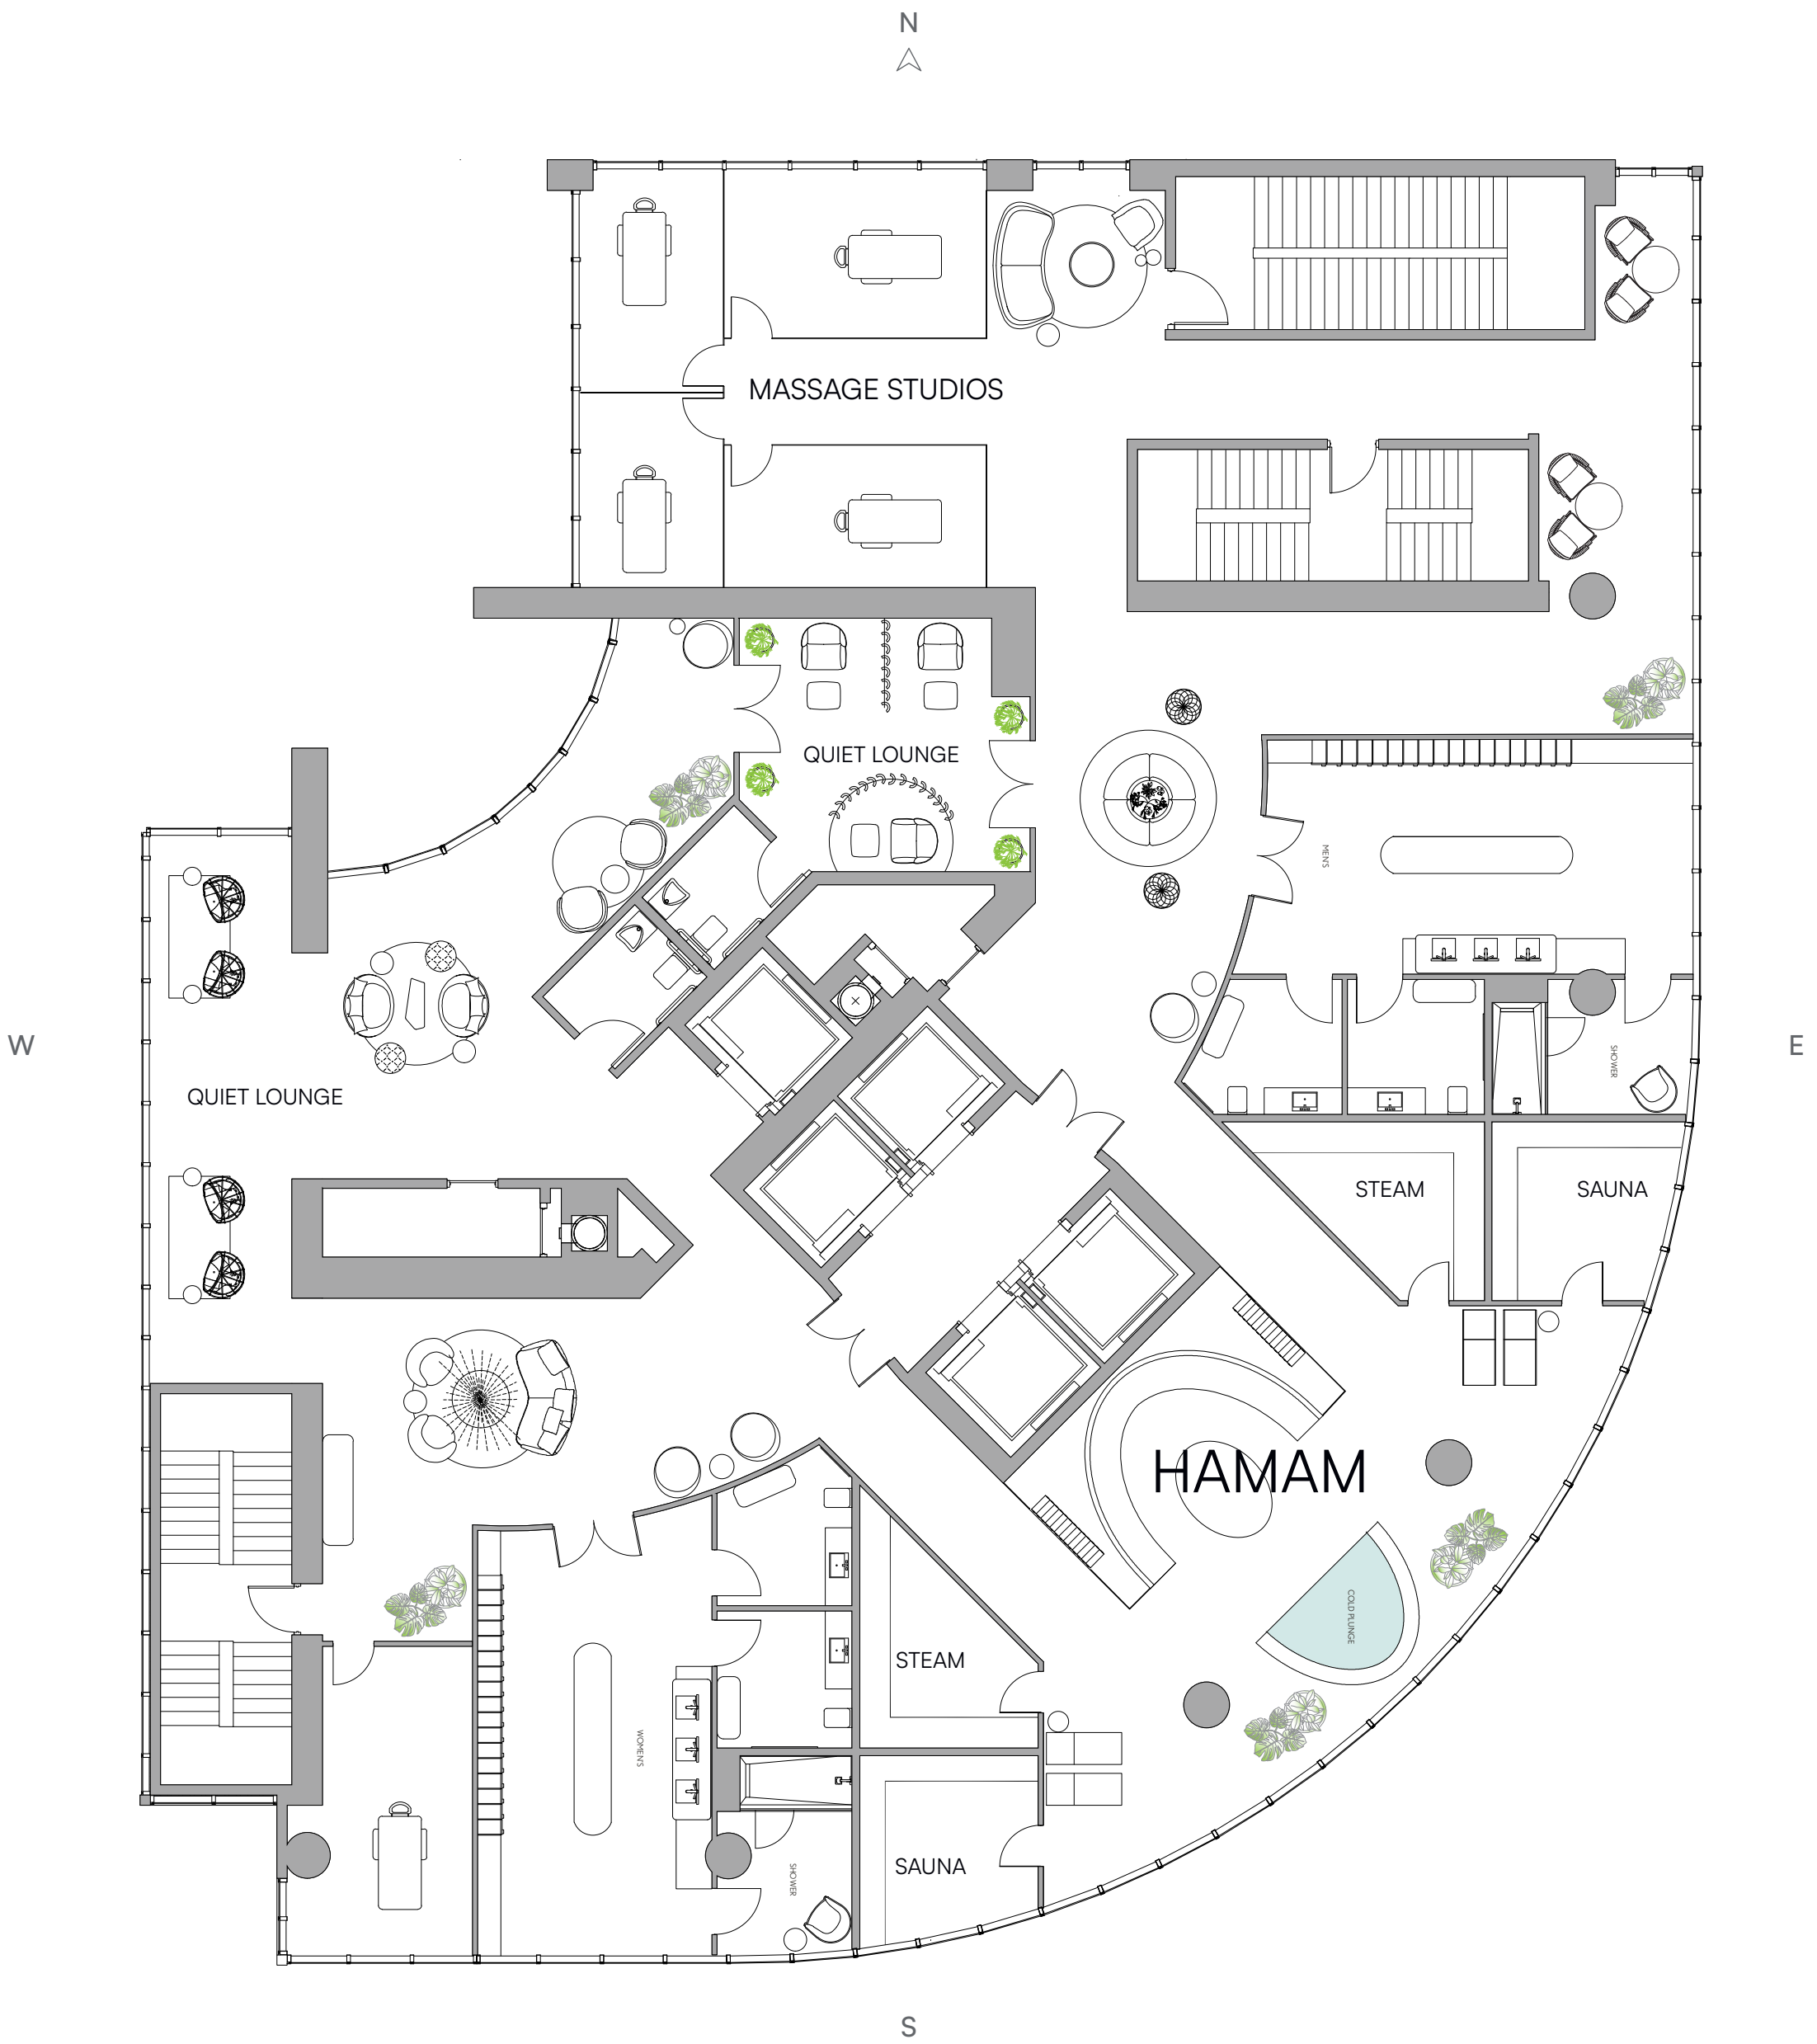 N
MASSAGE STUDIOS
QUIET LOUNGE
MEN'S
W
E
SHOWER
QUIET LOUNGE
STEAM
SAUNA
HAMAM
COLD PLUNGE
STEAM
WOMEN'S
SAUNA
SHOWER
S